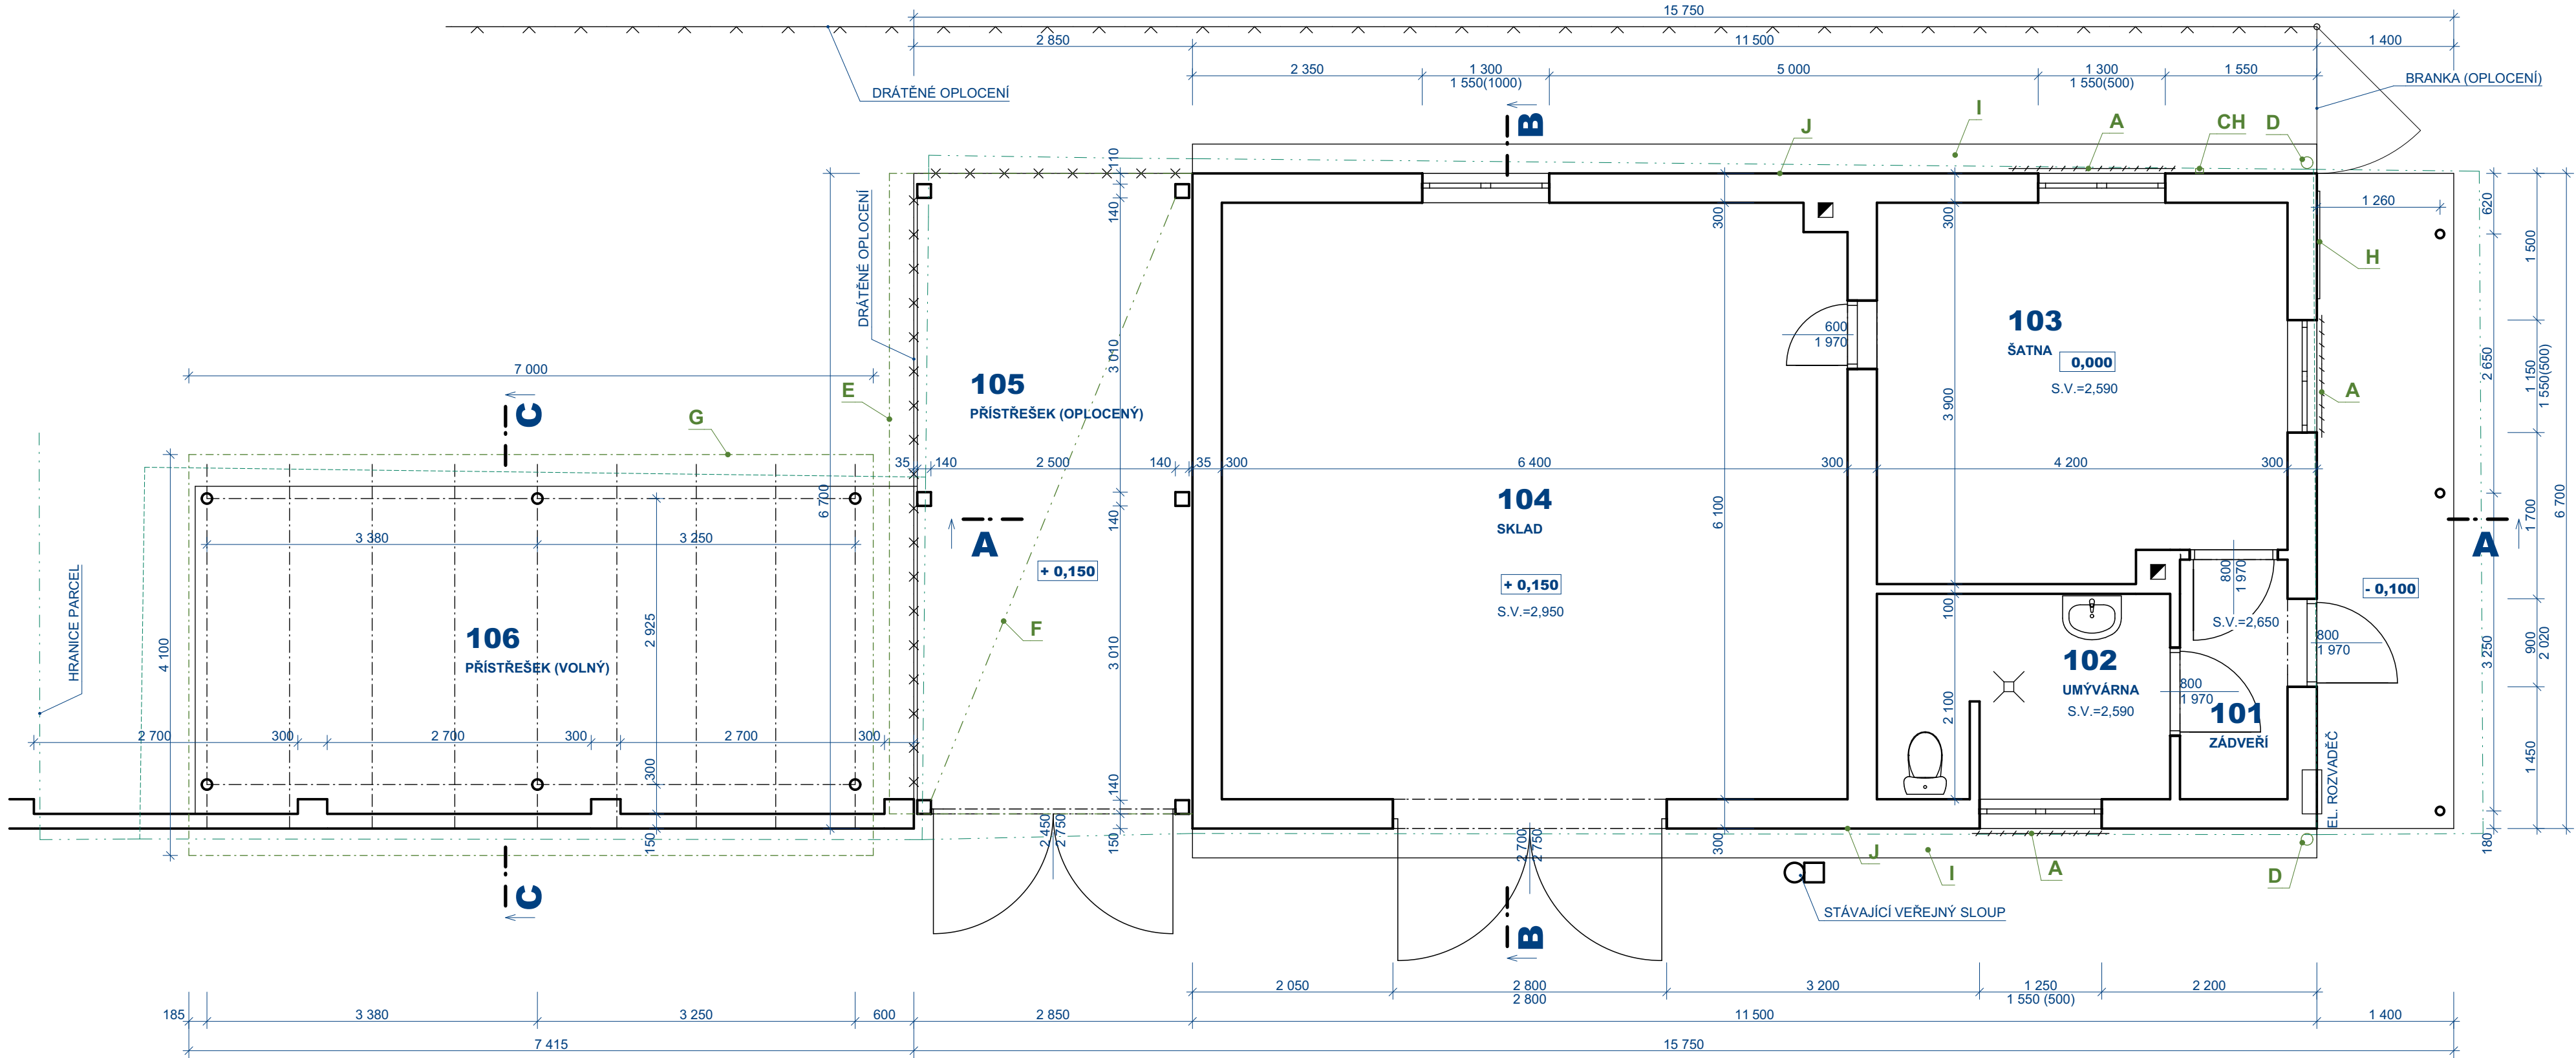 15 750
2 850
11 500
1 400
2 350
1 300
1 550(1000)
5 000
1 300
1 550(500)
1 550
BRANKA (OPLOCENÍ)
DRÁTĚNÉ OPLOCENÍ
B
J
I
A
CH
D
110
140
300
300
1 260
620
1 500
H
DRÁTĚNÉ OPLOCENÍ
3 010
600
1 970
103
ŠATNA
0,000
S.V.=2,590
2 650
1 150
1 550(500)
A
7 000
E
C
G
105
PŘÍSTŘEŠEK (OPLOCENÝ)
3 900
35
140
2 500
140
35
300
6 400
300
4 200
300
6 700
104
SKLAD
6 100
140
1 700
6 700
A
A
3 380
3 250
+ 0,150
+ 0,150
S.V.=2,950
800
1 970
- 0,100
HRANICE PARCEL
4 100
2 925
106
PŘÍSTŘEŠEK (VOLNÝ)
F
3 010
100
S.V.=2,650
800
1 970
900
2 020
3 250
102
UMÝVÁRNA
S.V.=2,590
800
1 970
2 100
101
ZÁDVEŘÍ
2 700
300
2 700
300
2 700
300
300
140
EL. ROZVADĚČ
1 450
150
2 450
2 750
150
2 700
2 750
300
180
J
I
A
D
C
STÁVAJÍCÍ VEŘEJNÝ SLOUP
B
2 050
2 800
2 800
3 200
1 250
1 550 (500)
2 200
185
3 380
3 250
600
2 850
11 500
1 400
7 415
15 750